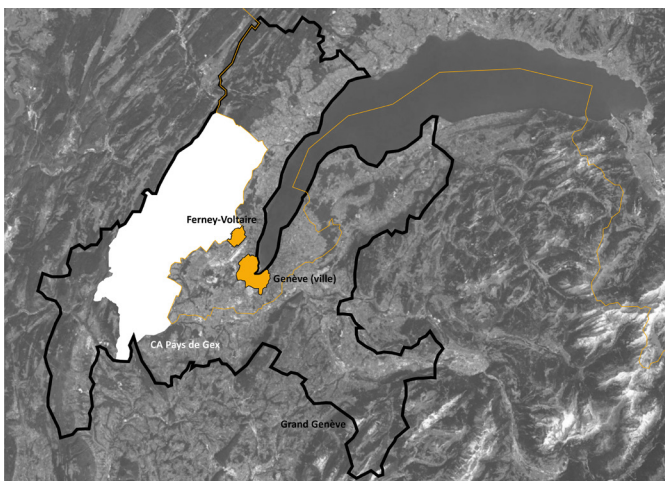 Ferney-Voltaire
Genève (ville)
CA Pays de Gex
Grand Genève